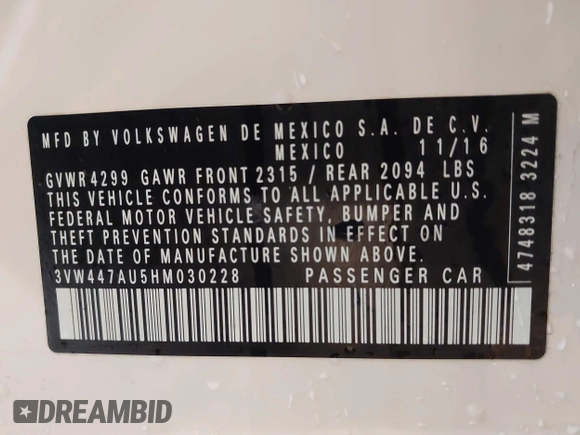 MFD BY VOLKSWAGEN DE MEXICO S.A. DE C.V.
MEXICO 11/16
GVWR 4299 GAWR FRONT 2315 / REAR 2094 LBS
THIS VEHICLE CONFORMS TO ALL APPLICABLE U.S.
FEDERAL MOTOR VEHICLE SAFETY, BUMPER AND
THEFT PREVENTION STANDARDS IN EFFECT ON
THE DATE OF MANUFACTURE SHOWN ABOVE.
3VW447AU5HM030228 PASSENGER CAR
4748318 3224 M
DREAMBID